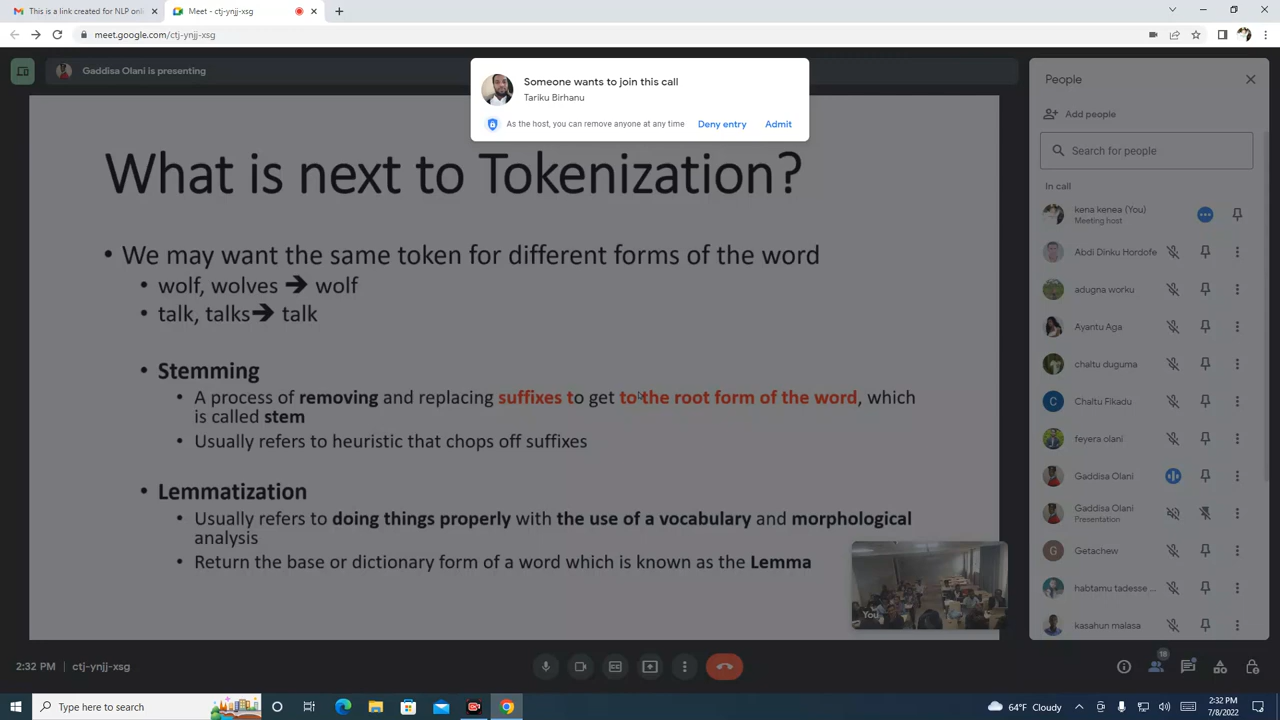 This is a link created for NLP onli
Meet - ctj-ynjj-xsg
meet.google.com/ctj-ynjj-xsg
Gaddisa Olani is presenting
Someone wants to join this call
Tariku Birhanu
As the host, you can remove anyone at any time
Deny entry
Admit
What is next to Tokenization?
• We may want the same token for different forms of the word
• wolf, wolves ➔ wolf
• talk, talks➔ talk
• Stemming
• A process of removing and replacing suffixes to get to the root form of the word, which
is called stem
• Usually refers to heuristic that chops off suffixes
• Lemmatization
• Usually refers to doing things properly with the use of a vocabulary and morphological
analysis
• Return the base or dictionary form of a word which is known as the Lemma
You
People
Add people
Search for people
In call
kena kenea (You)
Meeting host
Abdi Dinku Hordofe
adugna worku
Ayantu Aga
chaltu duguma
C
Chaltu Fikadu
feyera olani
Gaddisa Olani
Gaddisa Olani
Presentation
G
Getachew
habtamu tadesse ...
kasahun malasa
2:32 PM | ctj-ynjj-xsg
18
Type here to search
64°F Cloudy
2:32 PM
7/8/2022